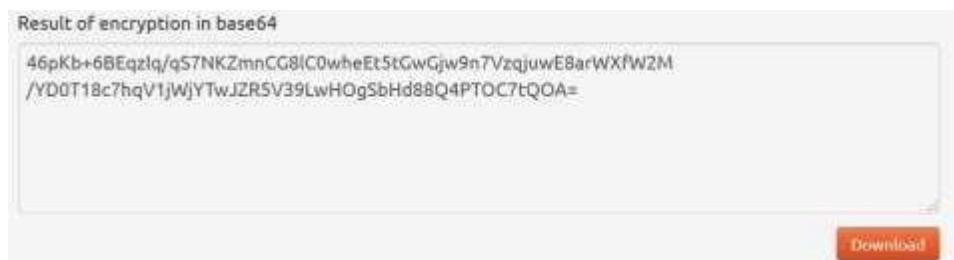 Result of encryption in base64
46pKb+6BEqzlq/qS7NKZmnCG8lC0wheEt5tGwGjw9n7VzqjuwE8arWXfW2M
/YD0T18c7hqV1jWjYTwJZR5V39LwHOgSbHd88Q4PTOC7tQOA=
Download